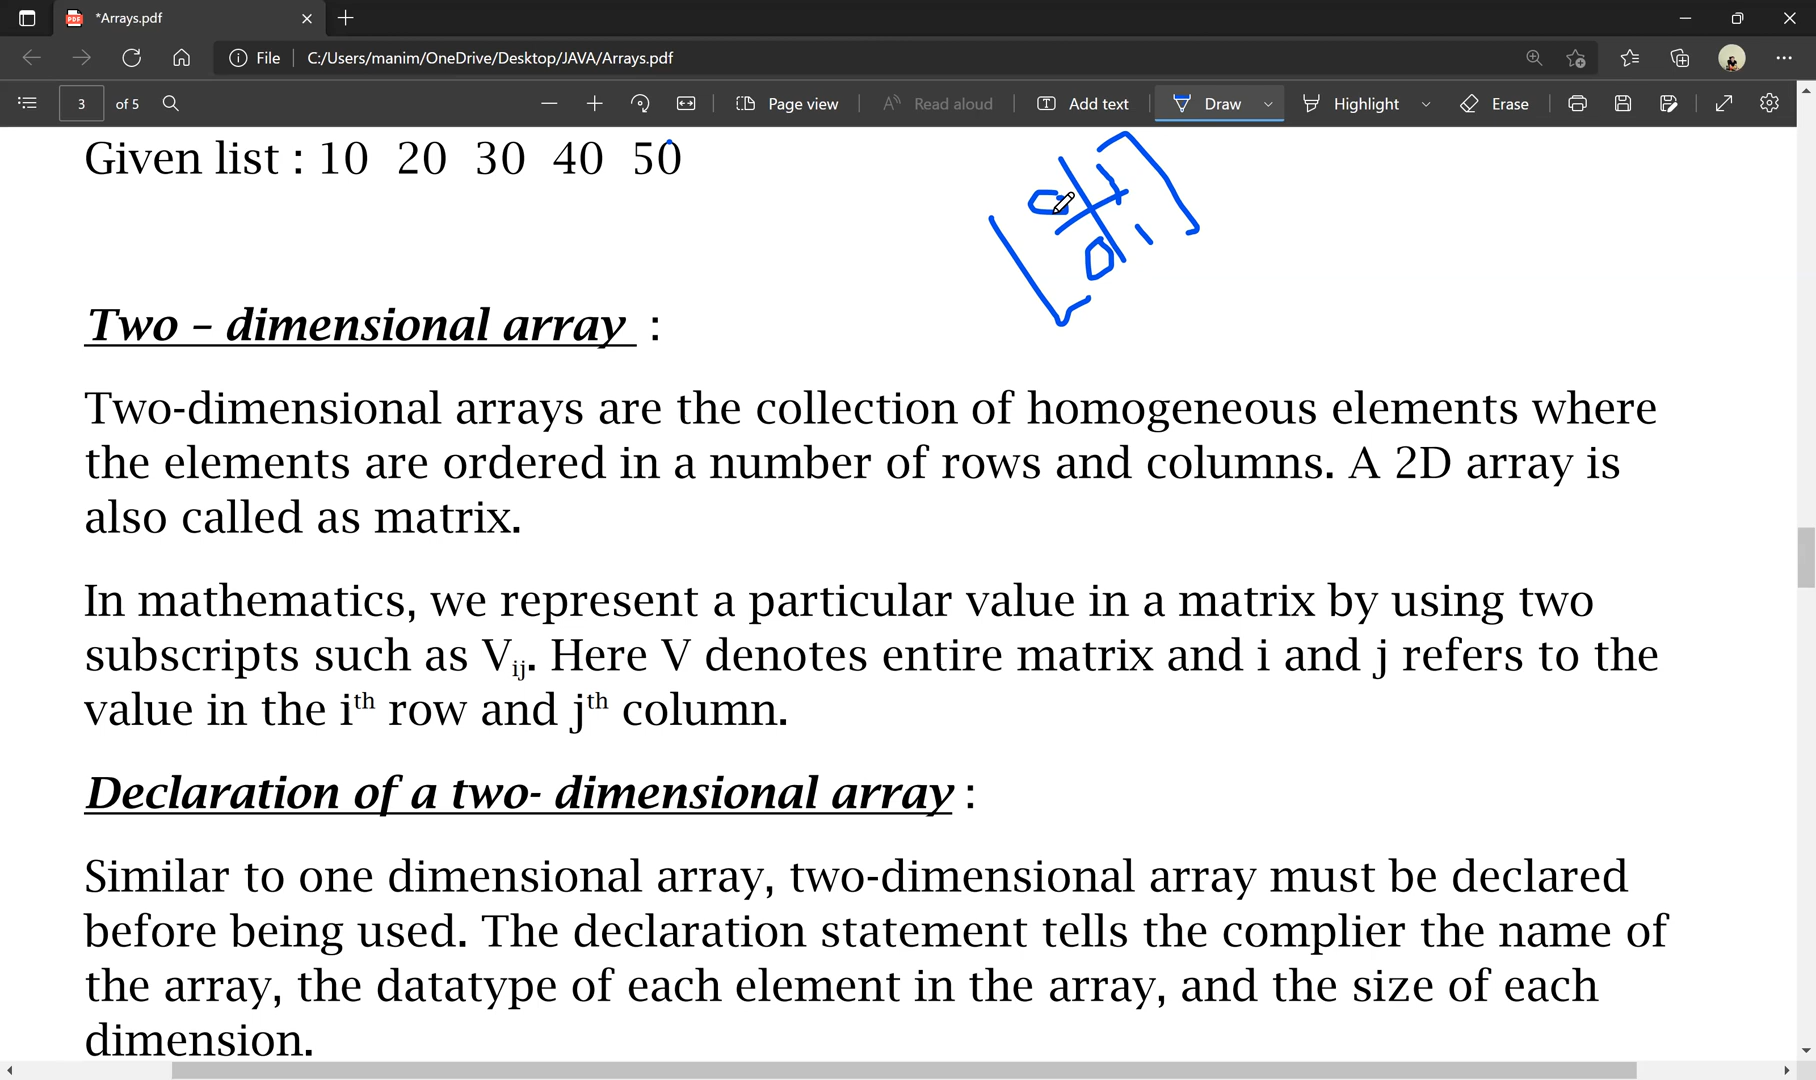 *Arrays.pdf
File C:/Users/manim/OneDrive/Desktop/JAVA/Arrays.pdf
3 of 5 Page view Read aloud Add text Draw Highlight Erase
Given list : 10 20 30 40 50
0 1
0 1
Two – dimensional array :
Two-dimensional arrays are the collection of homogeneous elements where
the elements are ordered in a number of rows and columns. A 2D array is
also called as matrix.
In mathematics, we represent a particular value in a matrix by using two
subscripts such as Vij. Here V denotes entire matrix and i and j refers to the
value in the ith row and jth column.
Declaration of a two- dimensional array :
Similar to one dimensional array, two-dimensional array must be declared
before being used. The declaration statement tells the complier the name of
the array, the datatype of each element in the array, and the size of each
dimension.